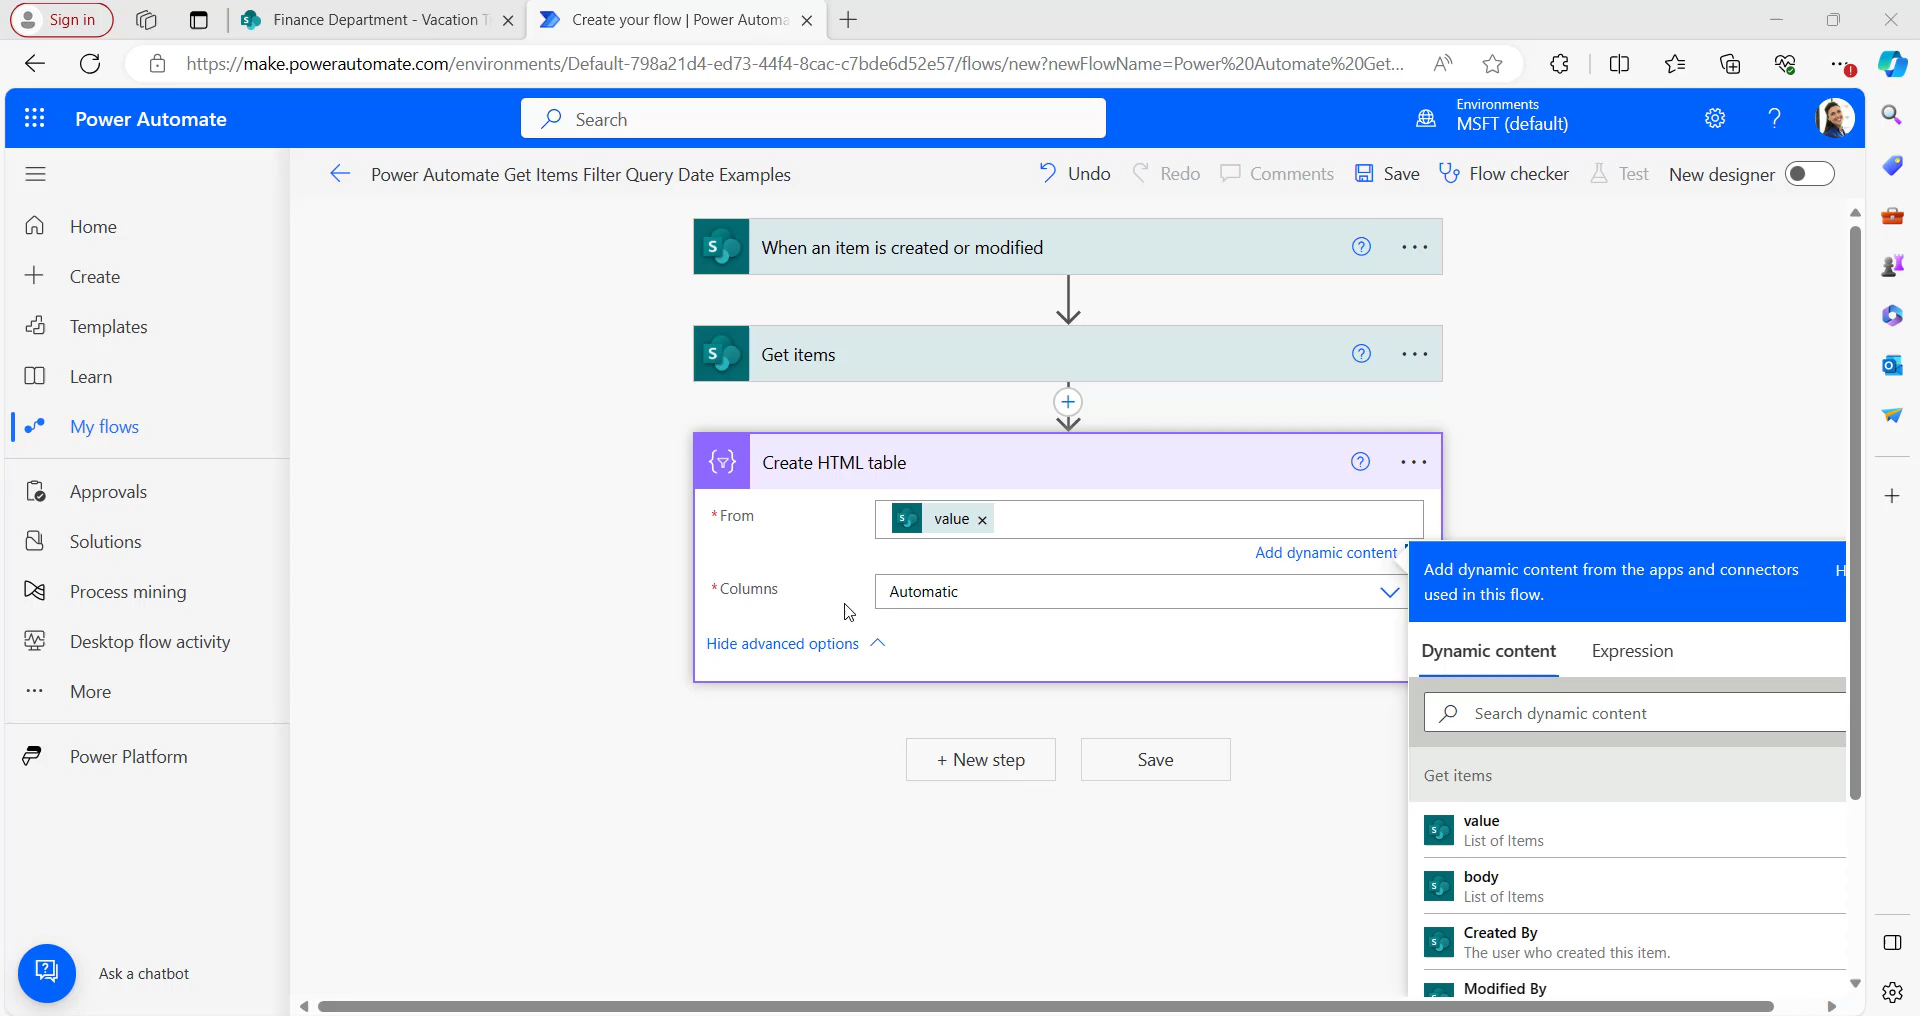 Sign in
Finance Department - Vacation T
Create your flow | Power Automa
https://make.powerautomate.com/environments/Default-798a21d4-ed73-44f4-8cac-c7bde6d52e57/flows/new?newFlowName=Power%20Automate%20Get...
Power Automate
Search
Environments
MSFT (default)
Power Automate Get Items Filter Query Date Examples
Undo
Redo
Comments
Save
Flow checker
Test
New designer
Home
Create
Templates
Learn
My flows
Approvals
Solutions
Process mining
Desktop flow activity
More
Power Platform
Ask a chatbot
When an item is created or modified
Get items
Create HTML table
*From
value
Add dynamic content
*Columns
Automatic
Hide advanced options
+ New step
Save
Add dynamic content from the apps and connectors
used in this flow.
H
Dynamic content
Expression
Search dynamic content
Get items
value
List of Items
body
List of Items
Created By
The user who created this item.
Modified By